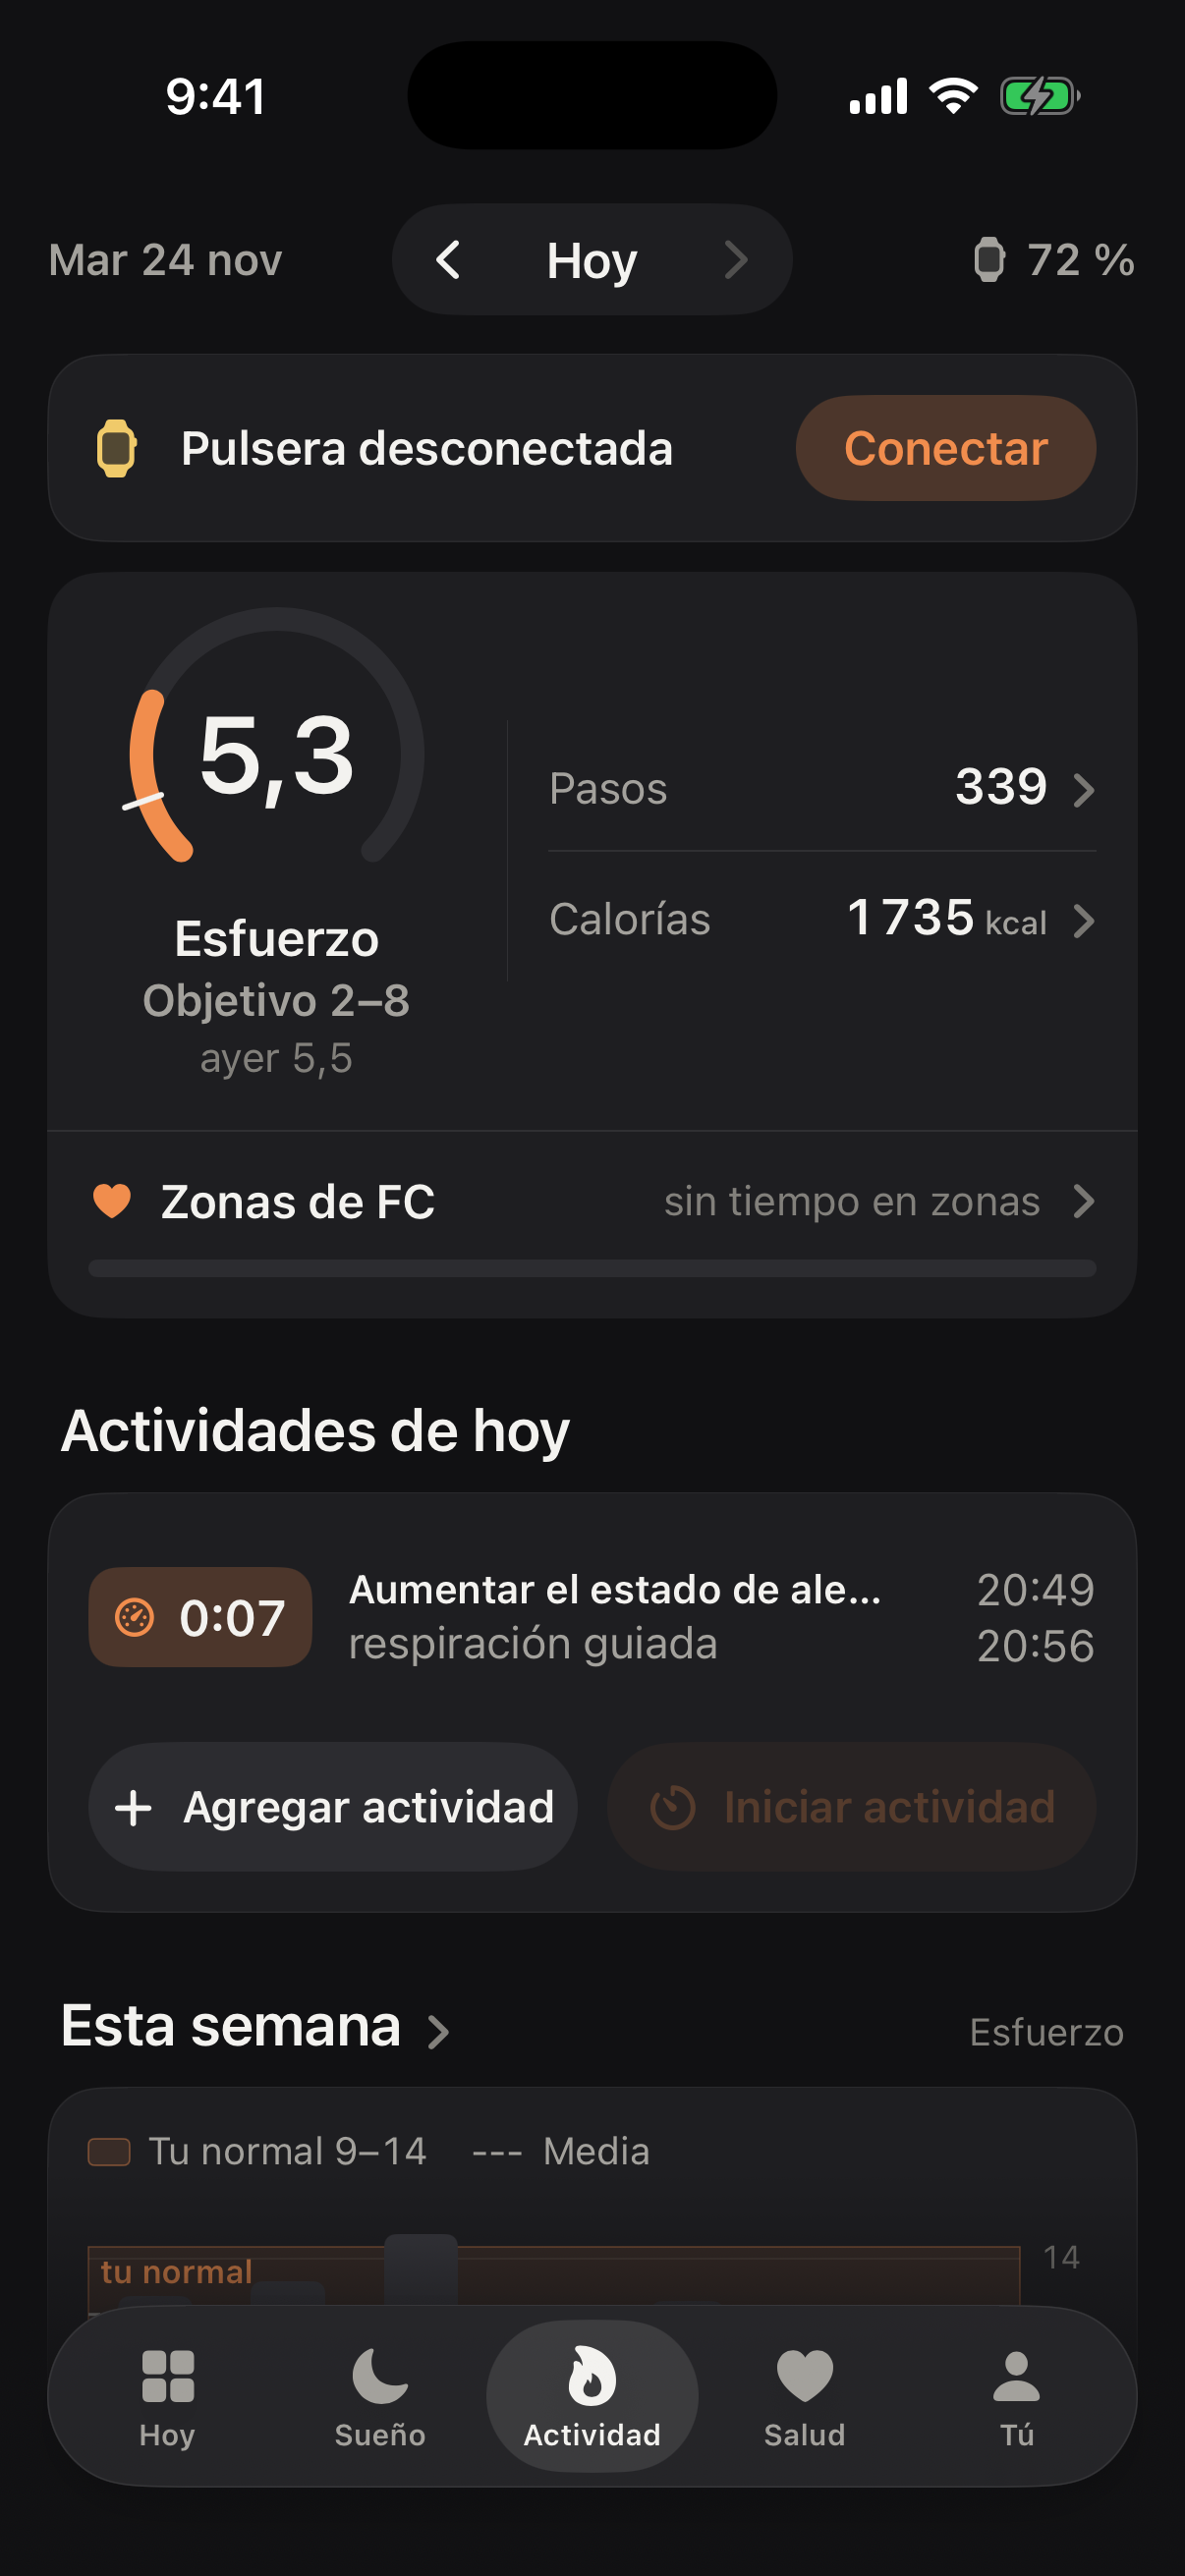 9:41
Mar 24 nov
Hoy
72 %
Pulsera desconectada
Conectar
5,3
Esfuerzo
Objetivo 2–8
ayer 5,5
Pasos
339
Calorías
1 735 kcal
Zonas de FC
sin tiempo en zonas
Actividades de hoy
0:07
Aumentar el estado de ale...
respiración guiada
20:49
20:56
Agregar actividad
Iniciar actividad
Esta semana
Esfuerzo
Tu normal 9–14
--- Media
tu normal
14
Hoy
Sueño
Actividad
Salud
Tú